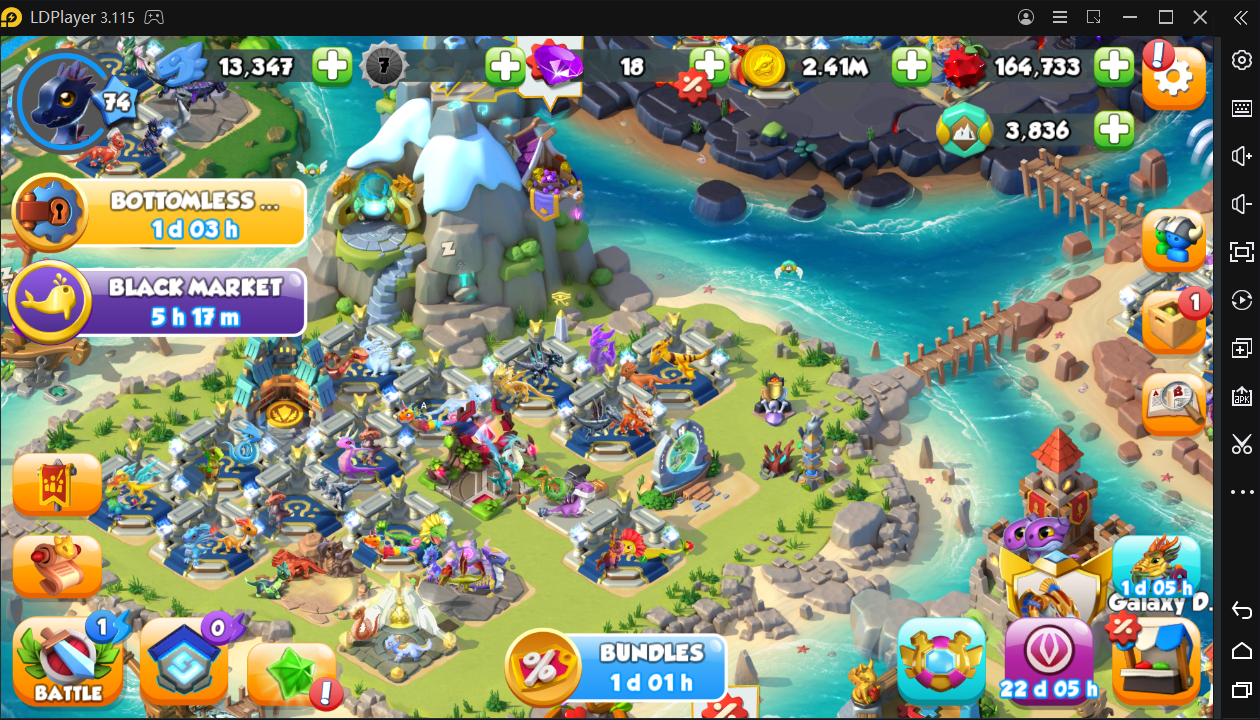 LDPlayer 3.115
74
13,347
7
18
2.41M
164,733
3,836
BOTTOMLESS ...
1 d 03 h
BLACK MARKET
5 h 17 m
Z
A
1
A B
APK
1 d 05 h
Galaxy D.
1
BATTLE
0
BUNDLES
1 d 01 h
22 d 05 h